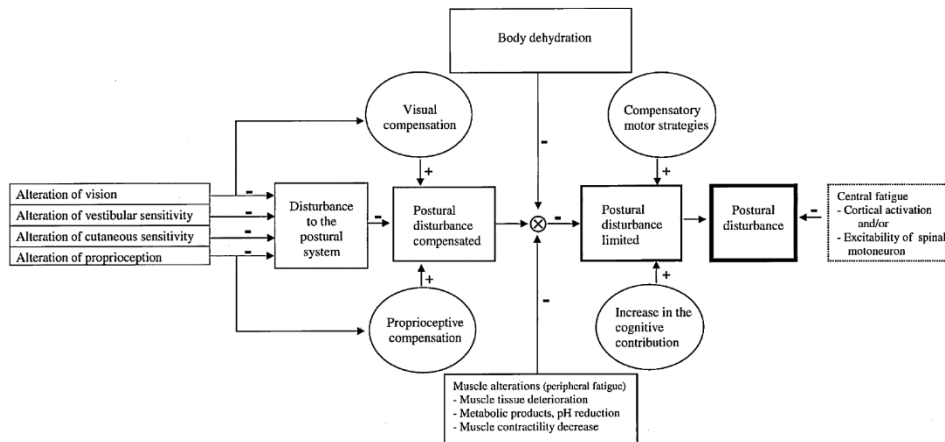 Body dehydration
Visual
compensation
Compensatory
motor strategies
-
+
+
Alteration of vision
Alteration of vestibular sensitivity
Alteration of cutaneous sensitivity
Alteration of proprioception
-
-
-
-
Disturbance
to the
postural
system
-
Postural
disturbance
compensated
-
Postural
disturbance
limited
Postural
disturbance
-
Central fatigue
- Cortical activation
and/or
- Excitability of spinal
motoneuron
+
+
-
Proprioceptive
compensation
Increase in the
cognitive
contribution
Muscle alterations (peripheral fatigue)
- Muscle tissue deterioration
- Metabolic products, pH reduction
- Muscle contractility decrease